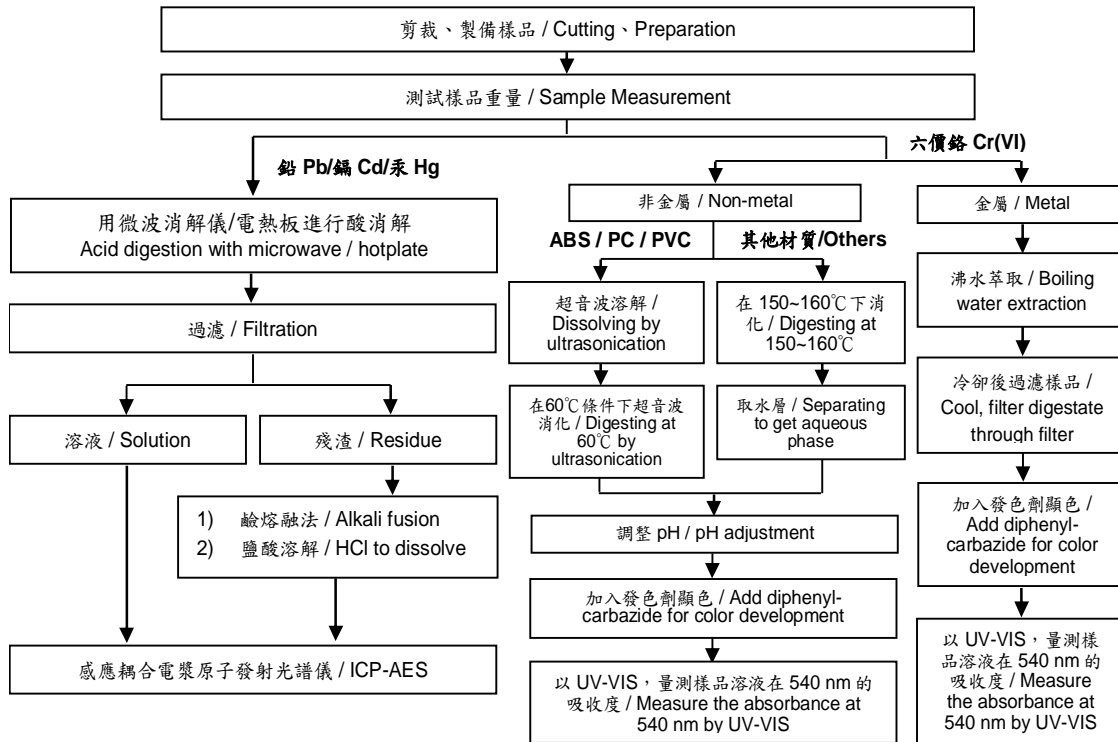 剪裁、製備樣品 / Cutting、Preparation
測試樣品重量 / Sample Measurement
鉛 Pb/鎘 Cd/汞 Hg
六價鉻 Cr(VI)
用微波消解儀/電熱板進行酸消解
Acid digestion with microwave / hotplate
過濾 / Filtration
溶液 / Solution
殘渣 / Residue
1) 鹼熔融法 / Alkali fusion
2) 鹽酸溶解 / HCl to dissolve
感應耦合電漿原子發射光譜儀 / ICP-AES
非金屬 / Non-metal
ABS / PC / PVC
其他材質/Others
超音波溶解 /
Dissolving by
ultrasonication
在 150~160℃下消
化 / Digesting at
150~160℃
在60℃條件下超音波
消化 / Digesting at
60℃ by
ultrasonication
取水層 / Separating
to get aqueous
phase
調整 pH / pH adjustment
加入發色劑顯色 / Add diphenyl-
carbazide for color development
以 UV-VIS，量測樣品溶液在 540 nm 的
吸收度 / Measure the absorbance at
540 nm by UV-VIS
金屬 / Metal
沸水萃取 / Boiling
water extraction
冷卻後過濾樣品 /
Cool, filter digestate
through filter
加入發色劑顯色 /
Add diphenyl-
carbazide for color
development
以 UV-VIS，量測樣
品溶液在 540 nm 的
吸收度 / Measure
the absorbance at
540 nm by UV-VIS